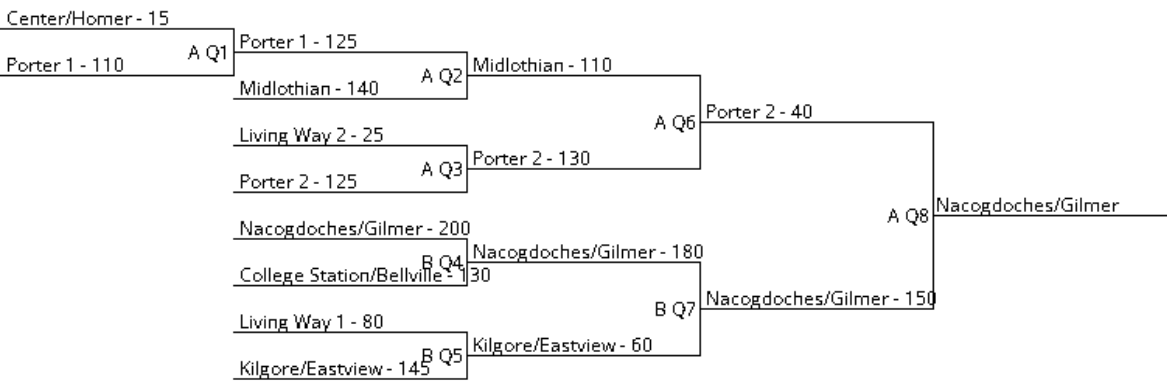 Center/Homer - 15
A Q1
Porter 1 - 110
Porter 1 - 125
A Q2
Midlothian - 140
Midlothian - 110
Living Way 2 - 25
A Q3
Porter 2 - 125
Porter 2 - 130
A Q6
Porter 2 - 40
Nacogdoches/Gilmer - 200
B Q4
College Station/Bellville - 130
Nacogdoches/Gilmer - 180
Living Way 1 - 80
B Q5
Kilgore/Eastview - 145
Kilgore/Eastview - 60
B Q7
Nacogdoches/Gilmer - 150
A Q8
Nacogdoches/Gilmer